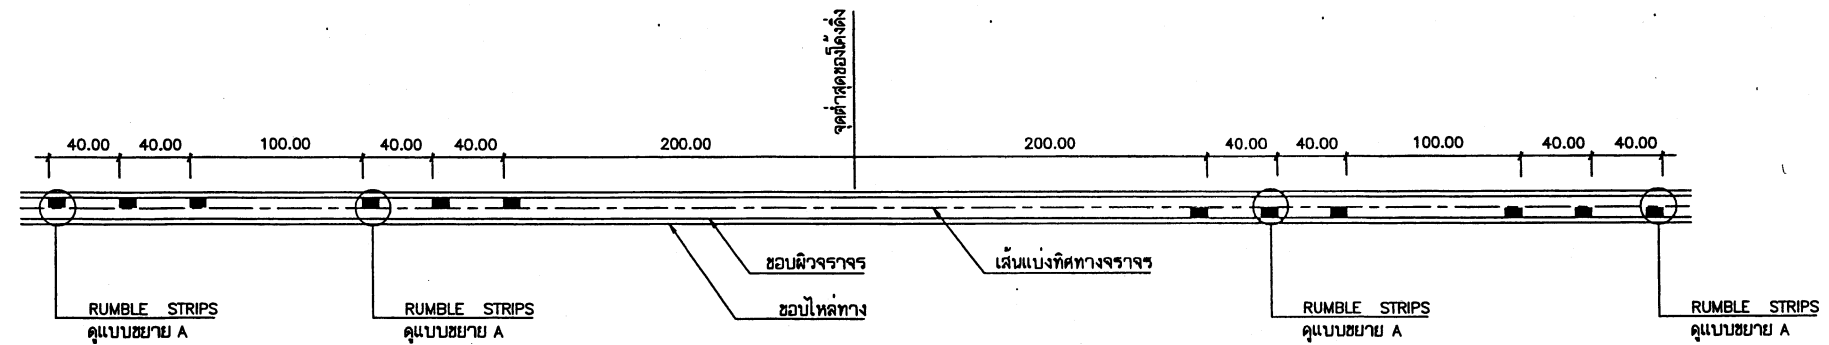 จุดต่ำสุดของโค้งดิ่ง
40.00 40.00 100.00 40.00 40.00 200.00 200.00 40.00 40.00 100.00 40.00 40.00
ขอบผิวจราจร
เส้นแบ่งทิศทางจราจร
ขอบไหล่ทาง
RUMBLE STRIPS
ดูแบบขยาย A
RUMBLE STRIPS
ดูแบบขยาย A
RUMBLE STRIPS
ดูแบบขยาย A
RUMBLE STRIPS
ดูแบบขยาย A